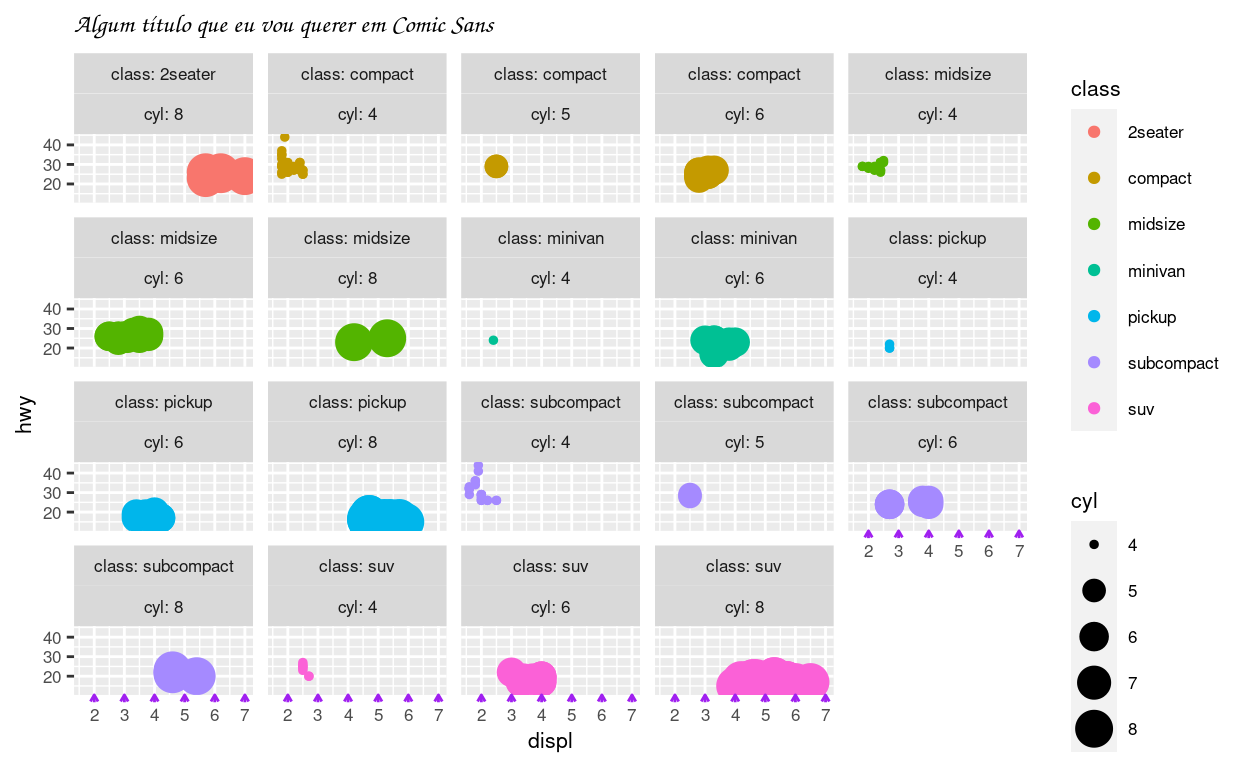 Algum título que eu vou querer em Comic Sans
class: 2seater class: compact class: compact class: compact class: midsize
cyl: 8 cyl: 4 cyl: 5 cyl: 6 cyl: 4
40
30
20
class: midsize class: midsize class: minivan class: minivan class: pickup
cyl: 6 cyl: 8 cyl: 4 cyl: 6 cyl: 4
40
30
20
class: pickup class: pickup class: subcompact class: subcompact class: subcompact
cyl: 6 cyl: 8 cyl: 4 cyl: 5 cyl: 6
40
30
20
2 3 4 5 6 7
class: subcompact class: suv class: suv class: suv
cyl: 8 cyl: 4 cyl: 6 cyl: 8
40
30
20
2 3 4 5 6 7 2 3 4 5 6 7 2 3 4 5 6 7 2 3 4 5 6 7
displ
hwy
class
2seater
compact
midsize
minivan
pickup
subcompact
suv
cyl
4
5
6
7
8